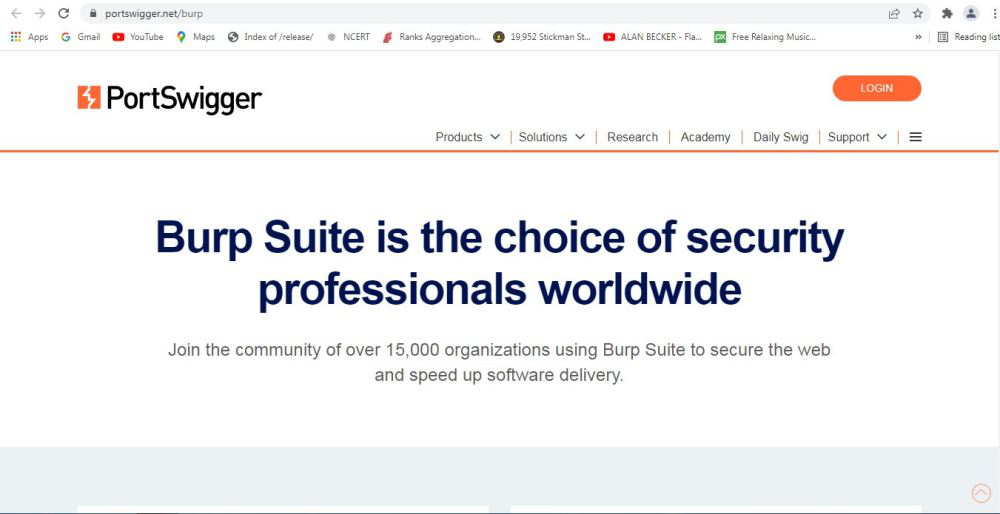 portswigger.net/burp
Apps Gmail YouTube Maps Index of /release/ NCERT Ranks Aggregation... 19,952 Stickman St... ALAN BECKER - Fla... Free Relaxing Music... » Reading list
PortSwigger
LOGIN
Products Solutions Research Academy Daily Swig Support
Burp Suite is the choice of security
professionals worldwide
Join the community of over 15,000 organizations using Burp Suite to secure the web
and speed up software delivery.